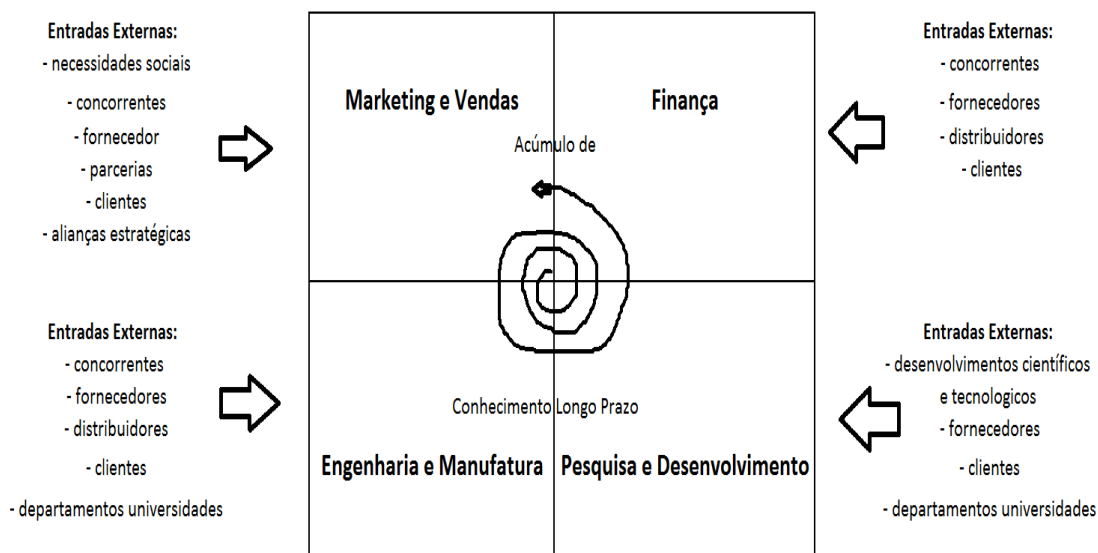 Entradas Externas:
- necessidades sociais
- concorrentes
- fornecedor
- parcerias
- clientes
- alianças estratégicas
Marketing e Vendas
Finança
Acúmulo de
Entradas Externas:
- concorrentes
- fornecedores
- distribuidores
- clientes
Entradas Externas:
- concorrentes
- fornecedores
- distribuidores
- clientes
- departamentos universidades
Conhecimento Longo Prazo
Engenharia e Manufatura
Pesquisa e Desenvolvimento
Entradas Externas:
- desenvolvimentos científicos
e tecnologicos
- fornecedores
- clientes
- departamentos universidades